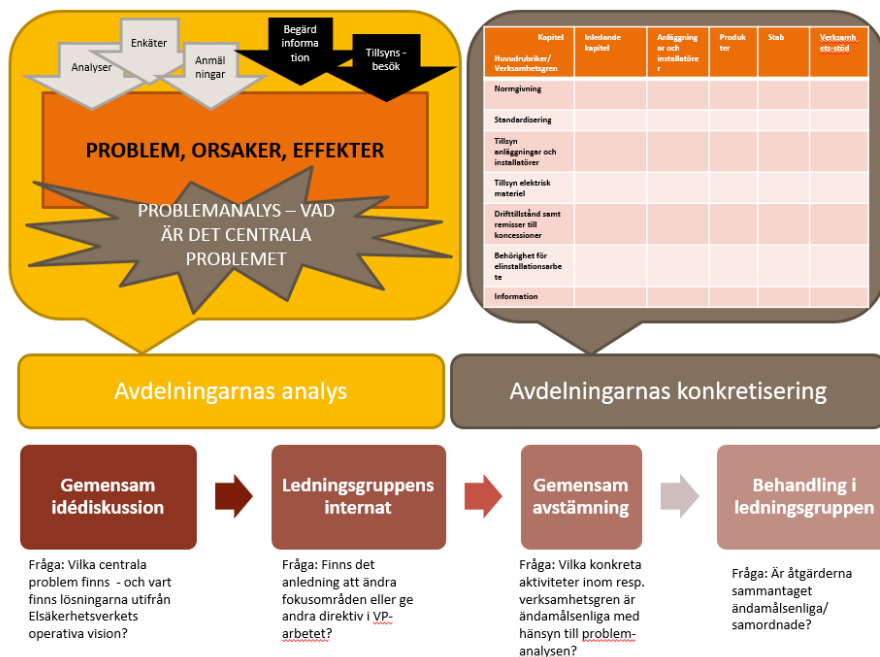 Analyser
Enkäter
Anmäl
ningar
Begärd
informa
tion
Tillsyns -
besök
PROBLEM, ORSAKER, EFFEKTER
PROBLEMANALYS – VAD
ÄR DET CENTRALA
PROBLEMET
Kapitel
Huvudrubriker/
Verksamhetsgren
Inledande
kapitel
Anläggning
ar och
installatöre
r
Produk
ter
Stab
Verksamh
ets-stöd
Normgivning
Standardisering
Tillsyn
anläggningar och
installatörer
Tillsyn elektrisk
materiel
Drifttillstånd samt
remisser till
koncessioner
Behörighet för
elinstallationsarbe
te
Information
Avdelningarnas analys
Avdelningarnas konkretisering
Gemensam
idédiskussion
Ledningsgruppens
internat
Gemensam
avstämning
Behandling i
ledningsgruppen
Fråga: Vilka centrala
problem finns - och vart
finns lösningarna utifrån
Elsäkerhetsverkets
operativa vision?
Fråga: Finns det
anledning att ändra
fokusområden eller ge
andra direktiv i VP-
arbetet?
Fråga: Vilka konkreta
aktiviteter inom resp.
verksamhetsgren är
ändamålsenliga med
hänsyn till problem-
analysen?
Fråga: Är åtgärderna
sammantaget
ändamålsenliga/
samordnade?